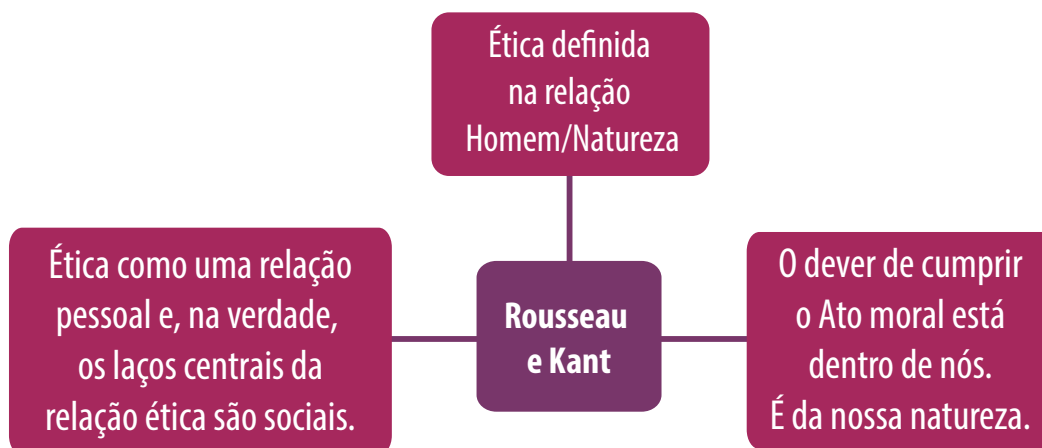 Ética definida
na relação
Homem/Natureza
Ética como uma relação
pessoal e, na verdade,
os laços centrais da
relação ética são sociais.
Rousseau
e Kant
O dever de cumprir
o Ato moral está
dentro de nós.
É da nossa natureza.